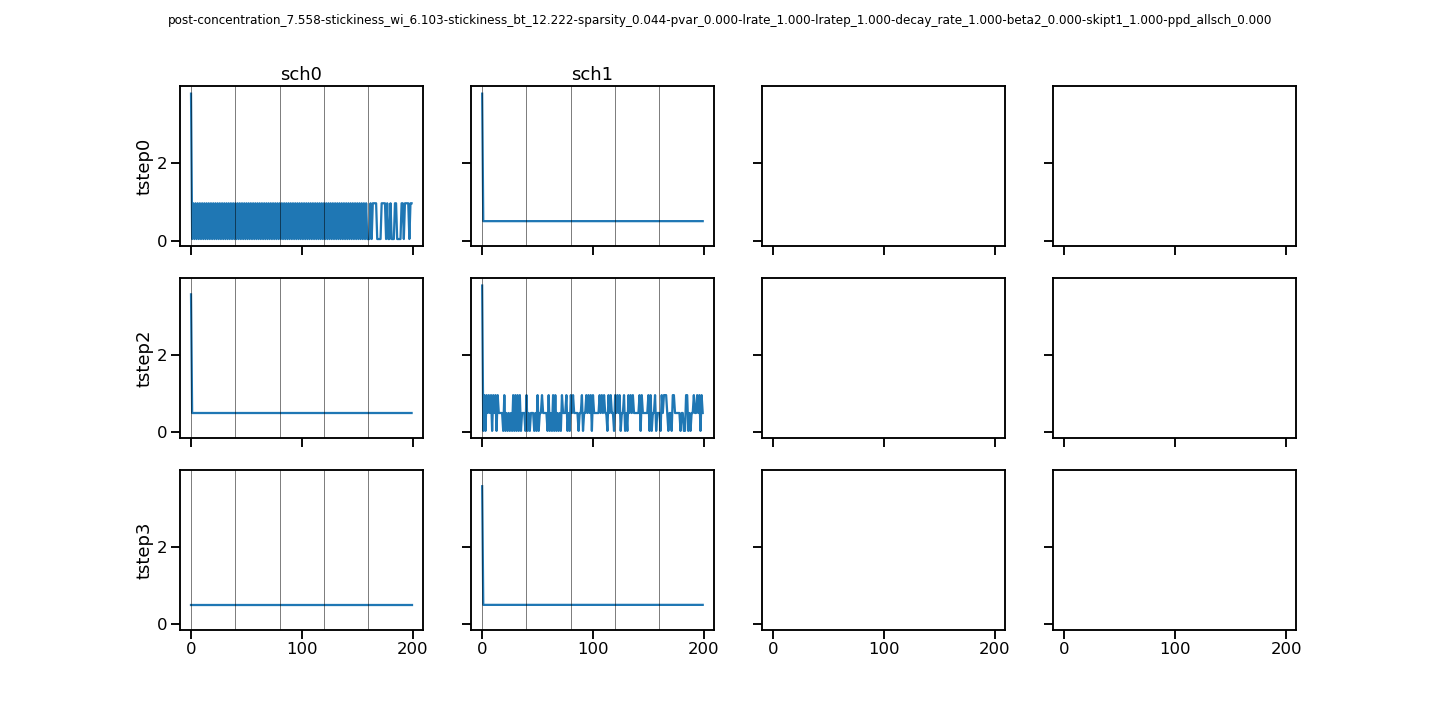 post-concentration_7.558-stickiness_wi_6.103-stickiness_bt_12.222-sparsity_0.044-pvar_0.000-lrate_1.000-lratep_1.000-decay_rate_1.000-beta2_0.000-skipt1_1.000-ppd_allsch_0.000
sch0 sch1
tstep0
2
0
tstep2
2
0
tstep3
2
0
0 100 200 0 100 200 0 100 200 0 100 200